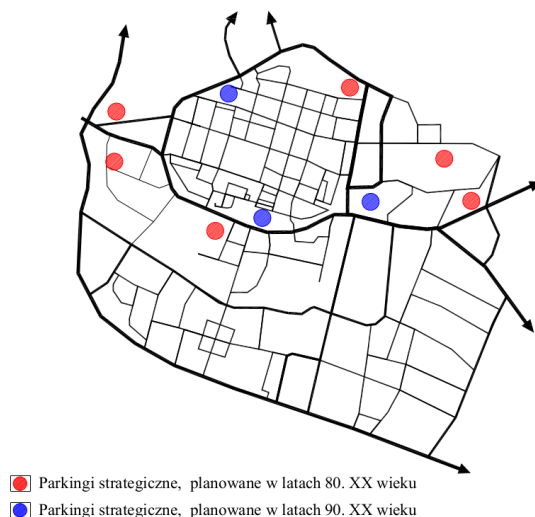 Parkingi strategiczne, planowane w latach 80. XX wieku
Parkingi strategiczne, planowane w latach 90. XX wieku